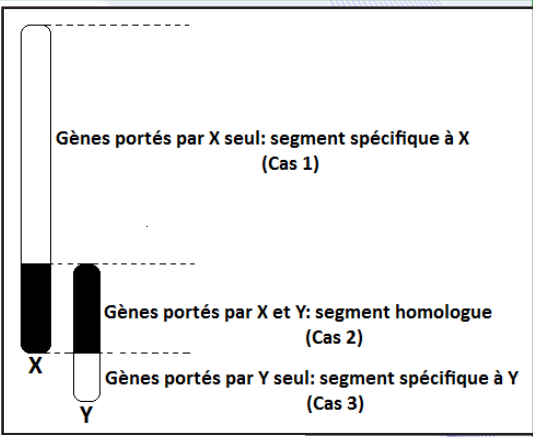 Gènes portés par X seul: segment spécifique à X
(Cas 1)
Gènes portés par X et Y: segment homologue
(Cas 2)
X
Gènes portés par Y seul: segment spécifique à Y
(Cas 3)
Y